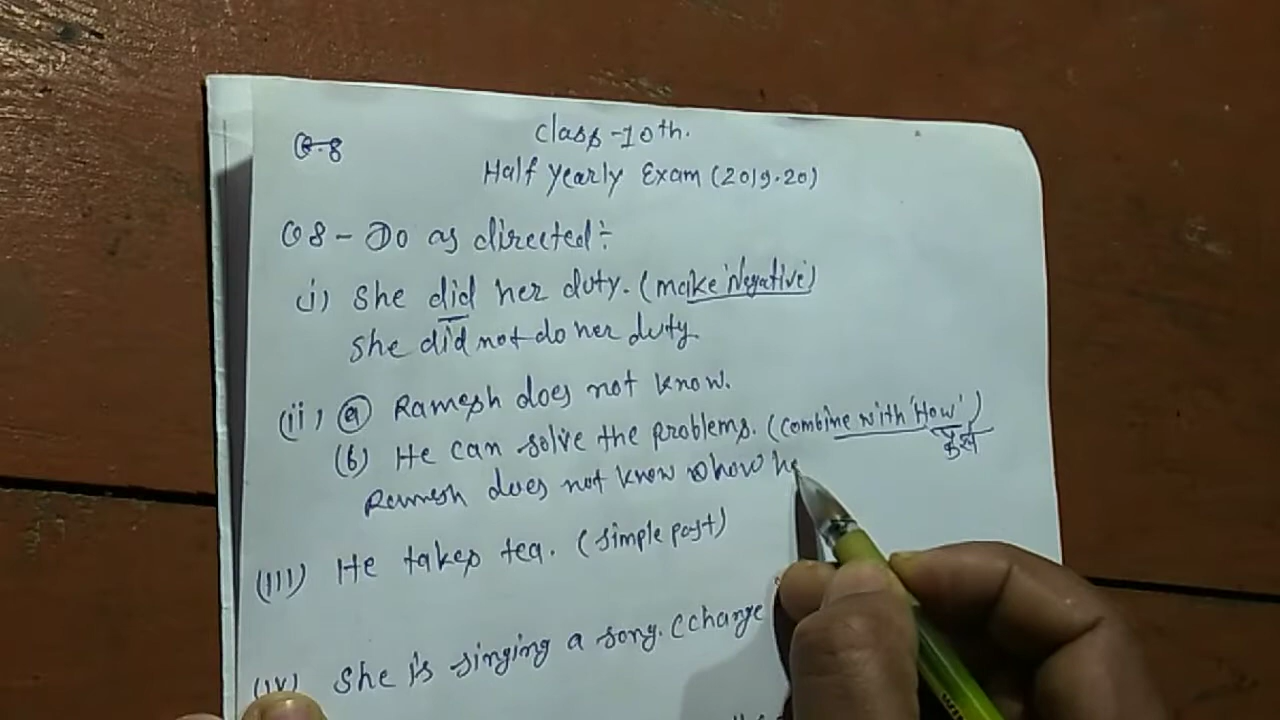 Q.8
Class-10th.
Half Yearly Exam (2019-20)
Q8 - Do as directed:-
(i) She did her duty. (make Negative)
She did not do her duty.
(ii) (a) Ramesh does not know.
(b) He can solve the problems. (Combine with 'How')
कैसे
Ramesh does not know how he
(III) He takes tea. (simple past)
(IV) She is singing a song. (change